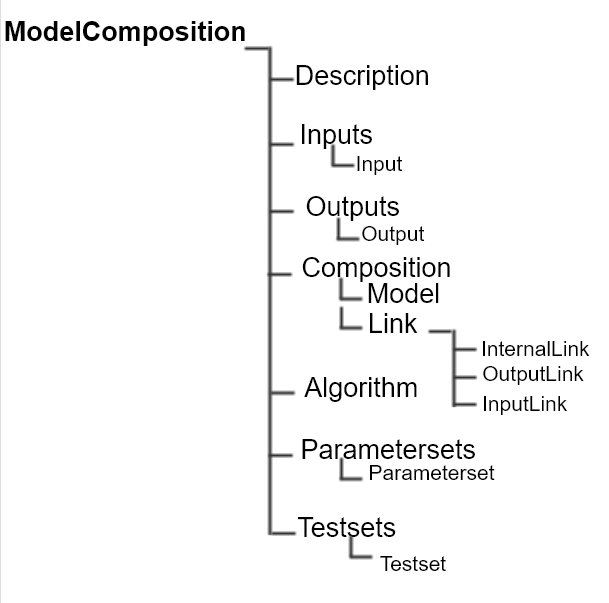 ModelComposition
Description
Inputs
Input
Outputs
Output
Composition
Model
Link
InternalLink
OutputLink
InputLink
Algorithm
Parametersets
Parameterset
Testsets
Testset